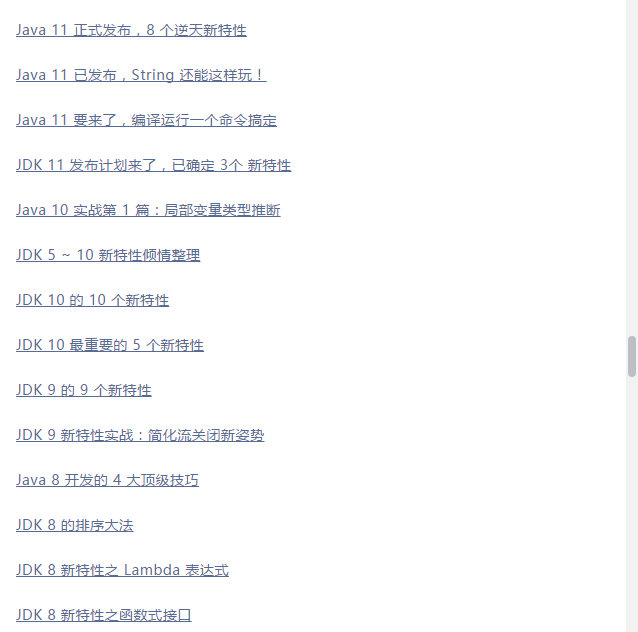 Java 11 正式发布，8 个逆天新特性
Java 11 已发布，String 还能这样玩！
Java 11 要来了，编译运行一个命令搞定
JDK 11 发布计划来了，已确定 3个 新特性
Java 10 实战第 1 篇：局部变量类型推断
JDK 5 ~ 10 新特性倾情整理
JDK 10 的 10 个新特性
JDK 10 最重要的 5 个新特性
JDK 9 的 9 个新特性
JDK 9 新特性实战：简化流关闭新姿势
Java 8 开发的 4 大顶级技巧
JDK 8 的排序大法
JDK 8 新特性之 Lambda 表达式
JDK 8 新特性之函数式接口